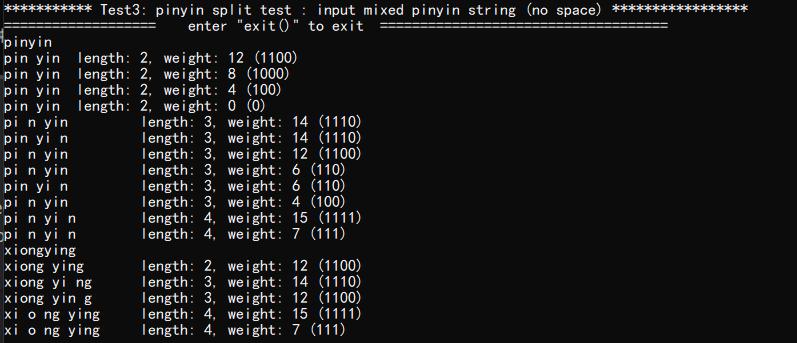 *********** Test3: pinyin split test : input mixed pinyin string (no space) *****************
===================    enter "exit()" to exit  ===================================
pinyin
pin yin  length: 2, weight: 12 (1100)
pin yin  length: 2, weight: 8 (1000)
pin yin  length: 2, weight: 4 (100)
pin yin  length: 2, weight: 0 (0)
pi n yin         length: 3, weight: 14 (1110)
pin yi n         length: 3, weight: 14 (1110)
pi n yin         length: 3, weight: 12 (1100)
pi n yin         length: 3, weight: 6 (110)
pin yi n         length: 3, weight: 6 (110)
pi n yin         length: 3, weight: 4 (100)
pi n yi n        length: 4, weight: 15 (1111)
pi n yi n        length: 4, weight: 7 (111)
xiongying
xiong ying       length: 2, weight: 12 (1100)
xiong yi ng      length: 3, weight: 14 (1110)
xiong yin g      length: 3, weight: 12 (1100)
xi o ng ying     length: 4, weight: 15 (1111)
xi o ng ying     length: 4, weight: 7 (111)